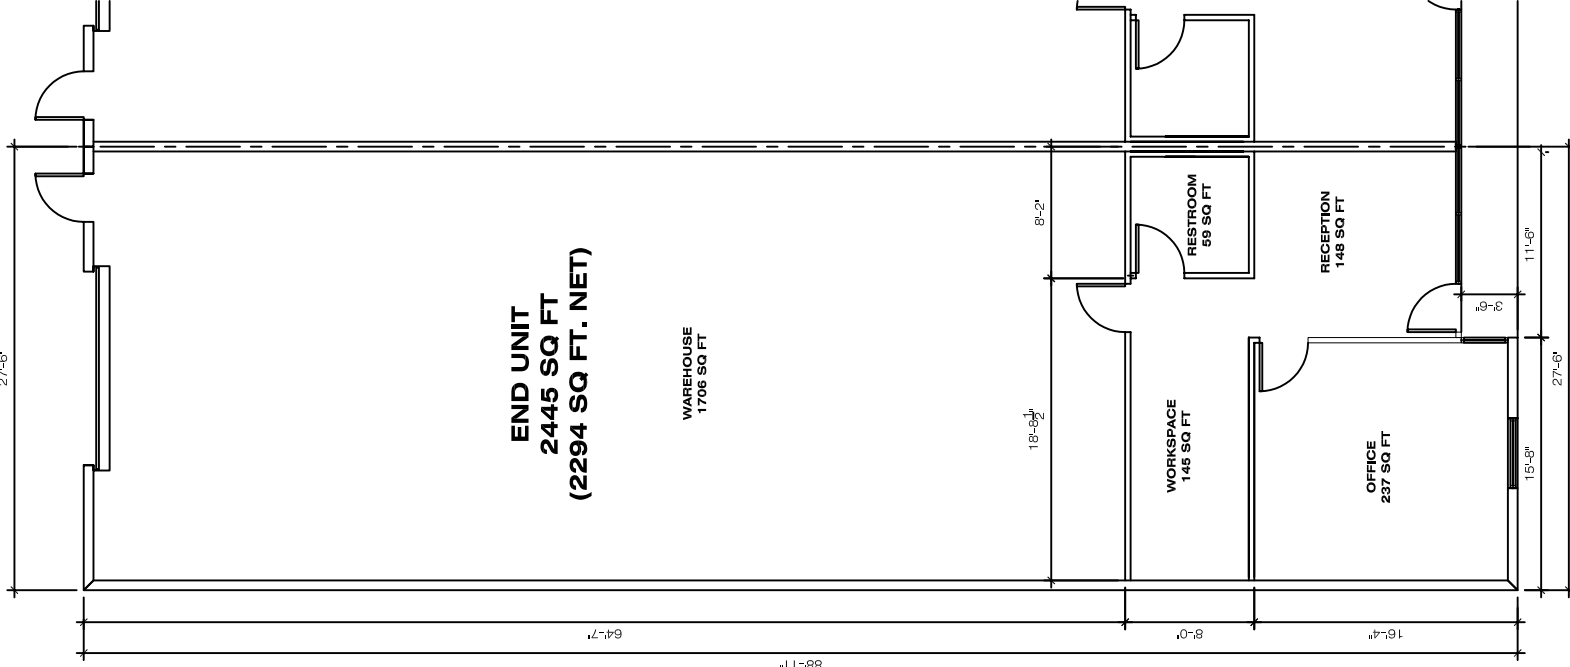 END UNIT
2445 SQ FT
(2294 SQ FT. NET)
WAREHOUSE
1706 SQ FT
RESTROOM
59 SQ FT
RECEPTION
148 SQ FT
WORKSPACE
145 SQ FT
OFFICE
237 SQ FT
27'-6"
8'-2"
18'-8½"
11'-6"
3'-6"
15'-8"
27'-6"
64'-7"
8'-0"
16'-4"
88'-11"